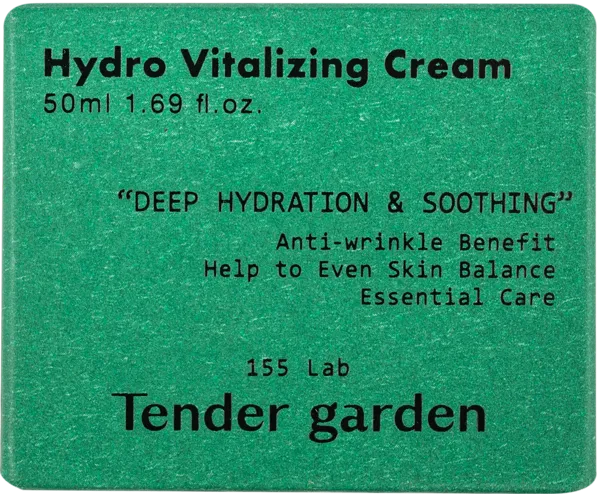 Hydro Vitalizing Cream
50ml 1.69 fl.oz.
“DEEP HYDRATION & SOOTHING”
Anti-wrinkle Benefit
Help to Even Skin Balance
Essential Care
155 Lab
Tender garden